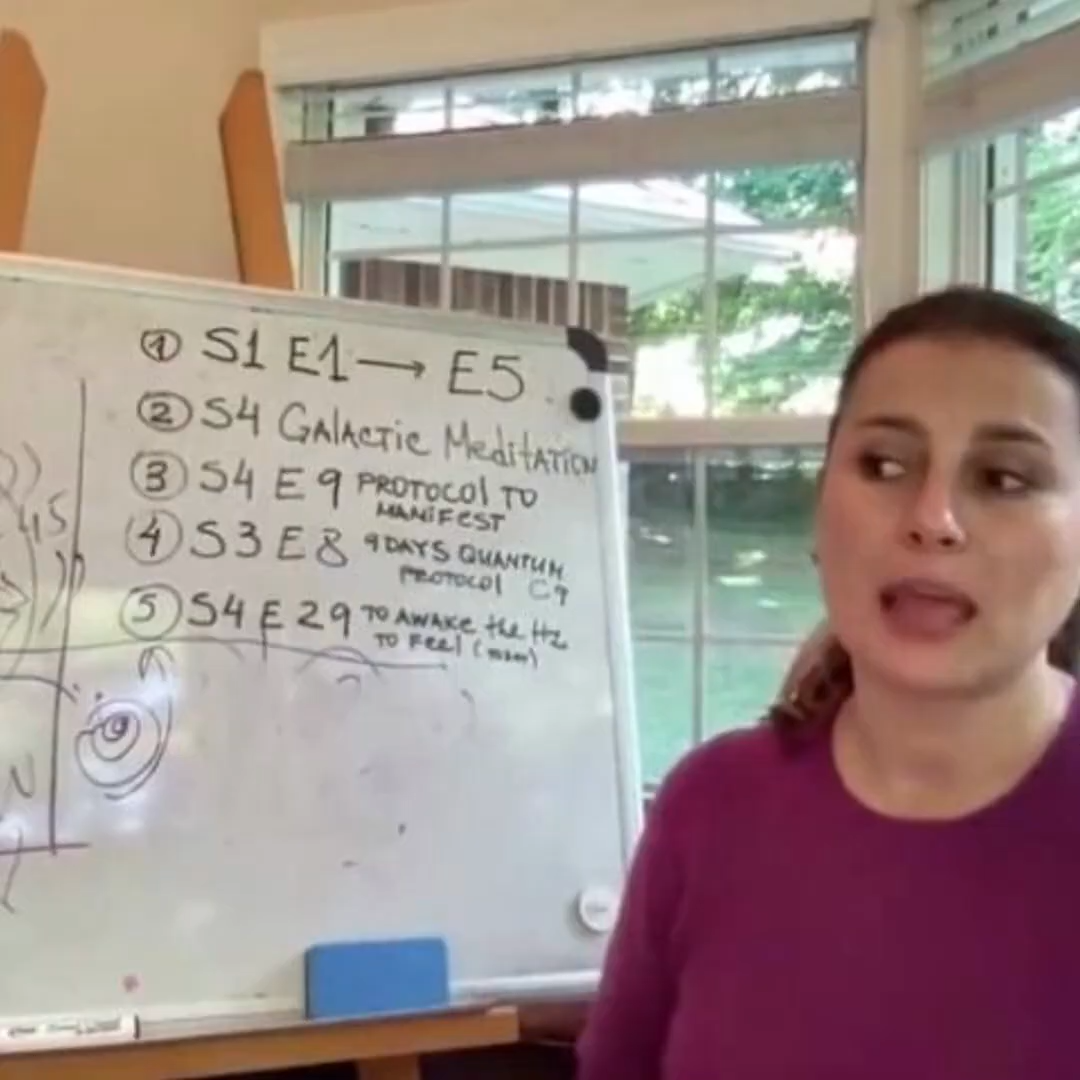 ① S1 E1 → E5
② S4 GALACTIC MEDITATION
③ S4 E9 PROTOCOL TO
MANIFEST
④ S3 E8 9 DAYS QUANTUM
PROTOCOL C9
⑤ S4 E29 TO AWAKE the Hz
TO FEEL